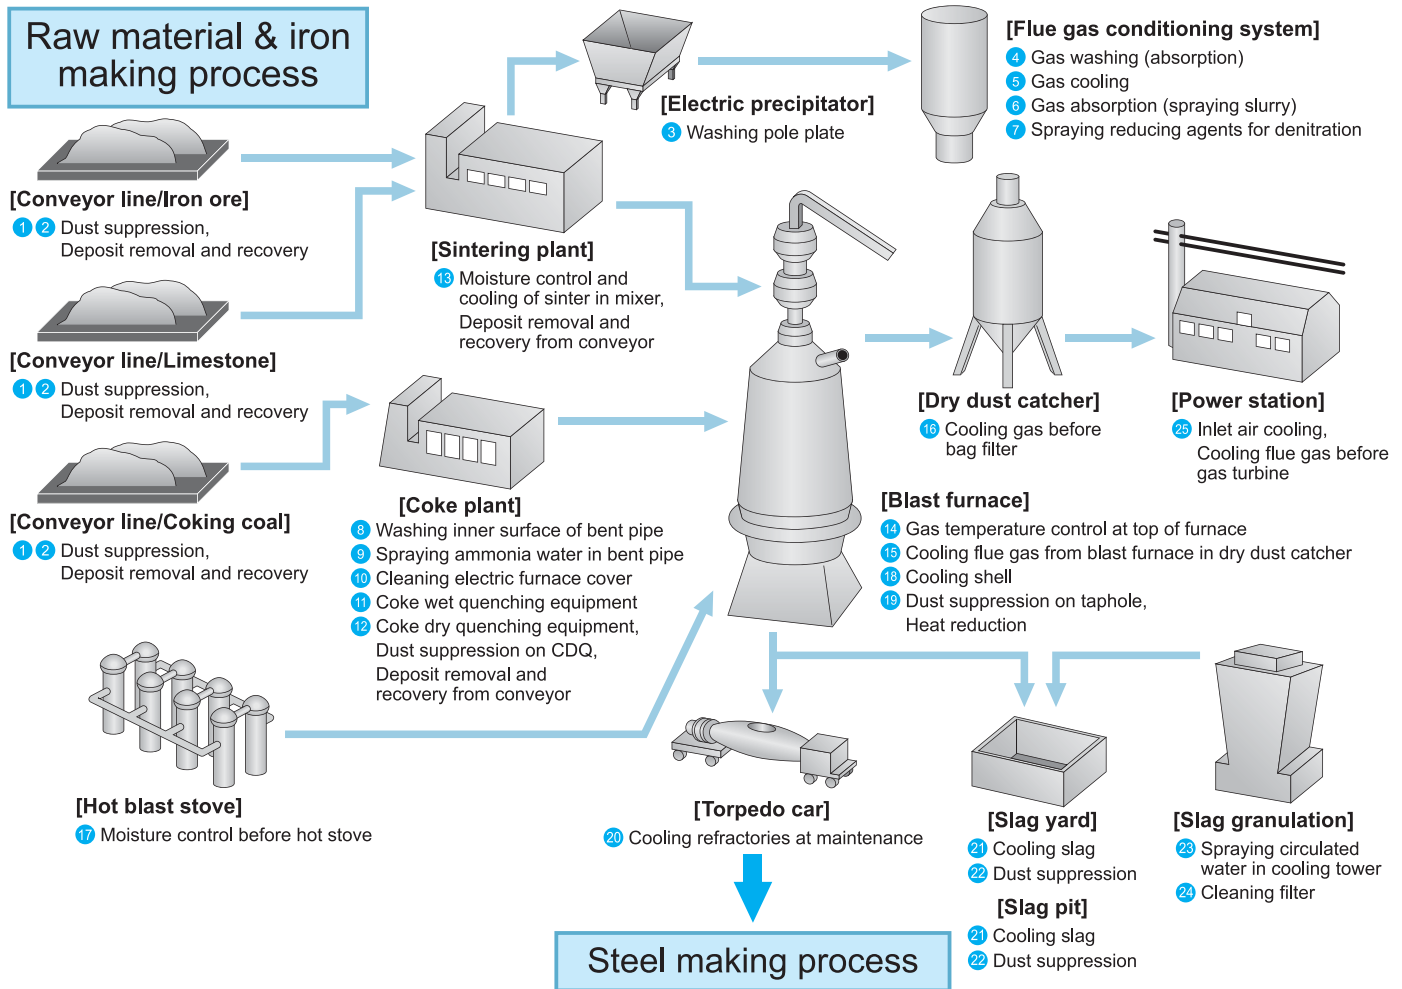 Raw material & iron
making process
[Electric precipitator]
3 Washing pole plate
[Flue gas conditioning system]
4 Gas washing (absorption)
5 Gas cooling
6 Gas absorption (spraying slurry)
7 Spraying reducing agents for denitration
[Conveyor line/Iron ore]
1 2 Dust suppression,
Deposit removal and recovery
[Sintering plant]
13 Moisture control and
cooling of sinter in mixer,
Deposit removal and
recovery from conveyor
[Conveyor line/Limestone]
1 2 Dust suppression,
Deposit removal and recovery
[Dry dust catcher]
16 Cooling gas before
bag filter
[Power station]
25 Inlet air cooling,
Cooling flue gas before
gas turbine
[Conveyor line/Coking coal]
1 2 Dust suppression,
Deposit removal and recovery
[Coke plant]
8 Washing inner surface of bent pipe
9 Spraying ammonia water in bent pipe
10 Cleaning electric furnace cover
11 Coke wet quenching equipment
12 Coke dry quenching equipment,
Dust suppression on CDQ,
Deposit removal and
recovery from conveyor
[Blast furnace]
14 Gas temperature control at top of furnace
15 Cooling flue gas from blast furnace in dry dust catcher
18 Cooling shell
19 Dust suppression on taphole,
Heat reduction
[Hot blast stove]
17 Moisture control before hot stove
[Torpedo car]
20 Cooling refractories at maintenance
[Slag yard]
21 Cooling slag
22 Dust suppression
[Slag pit]
21 Cooling slag
22 Dust suppression
[Slag granulation]
23 Spraying circulated
water in cooling tower
24 Cleaning filter
Steel making process